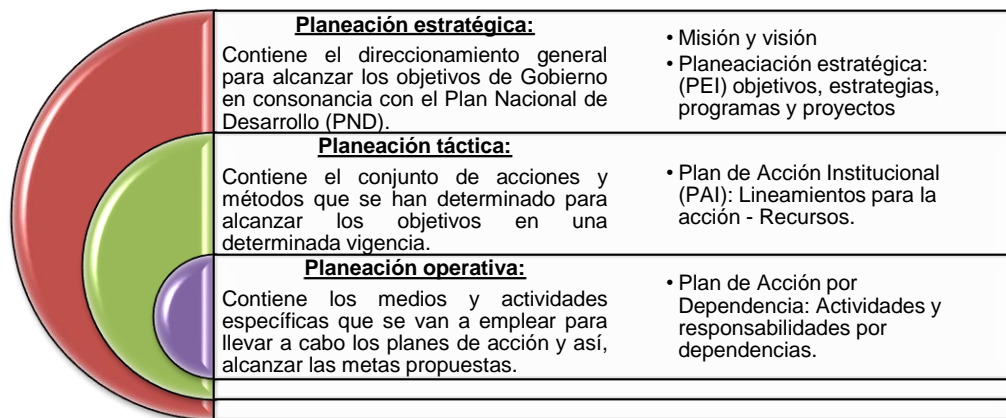 Planeación estratégica:
Contiene el direccionamiento general
para alcanzar los objetivos de Gobierno
en consonancia con el Plan Nacional de
Desarrollo (PND).
• Misión y visión
• Planeaciación estratégica:
(PEI) objetivos, estrategias,
programas y proyectos
Planeación táctica:
Contiene el conjunto de acciones y
métodos que se han determinado para
alcanzar los objetivos en una
determinada vigencia.
• Plan de Acción Institucional
(PAI): Lineamientos para la
acción - Recursos.
Planeación operativa:
Contiene los medios y actividades
específicas que se van a emplear para
llevar a cabo los planes de acción y así,
alcanzar las metas propuestas.
• Plan de Acción por
Dependencia: Actividades y
responsabilidades por
dependencias.